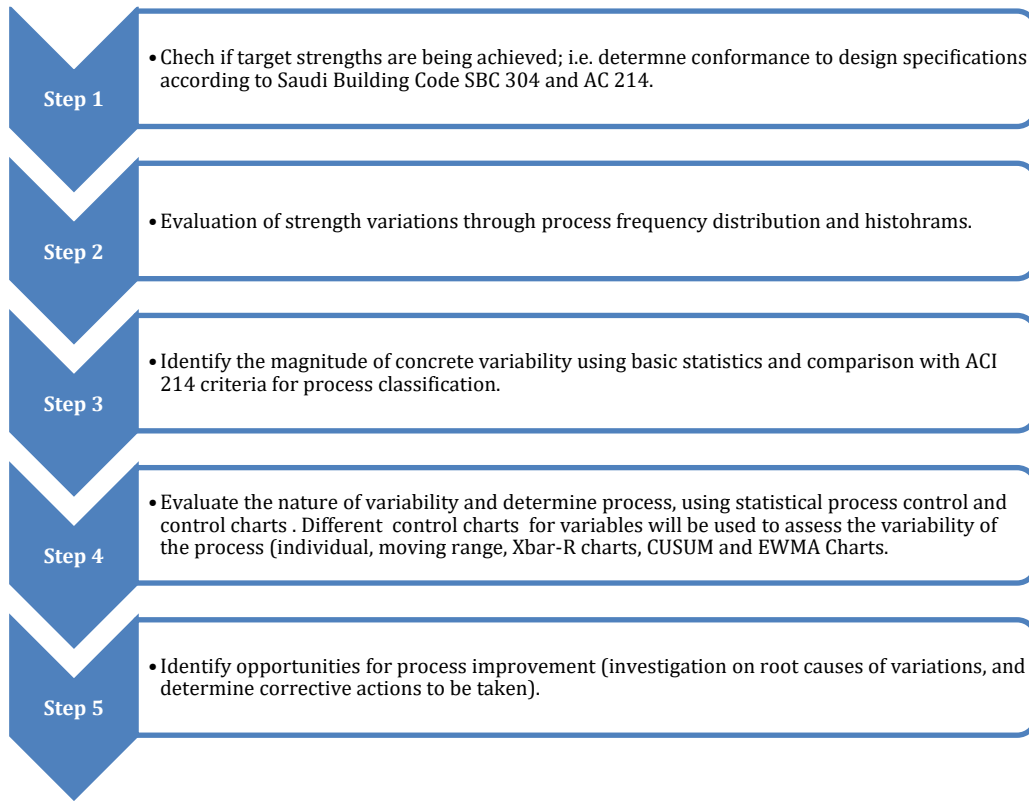 Step 1
• Chech if target strengths are being achieved; i.e. determne conformance to design specifications
according to Saudi Building Code SBC 304 and AC 214.
Step 2
• Evaluation of strength variations through process frequency distribution and histohrams.
Step 3
• Identify the magnitude of concrete variability using basic statistics and comparison with ACI
214 criteria for process classification.
Step 4
• Evaluate the nature of variability and determine process, using statistical process control and
control charts . Different control charts for variables will be used to assess the variability of
the process (individual, moving range, Xbar-R charts, CUSUM and EWMA Charts.
Step 5
• Identify opportunities for process improvement (investigation on root causes of variations, and
determine corrective actions to be taken).